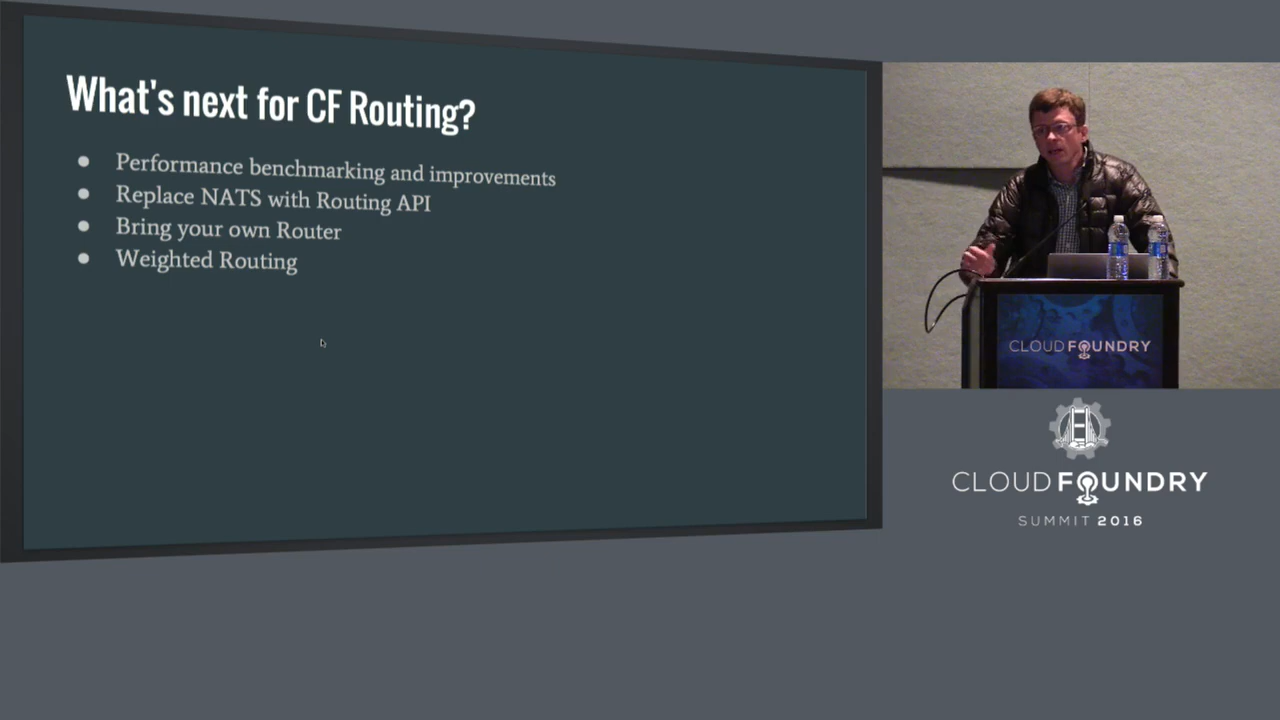 What's next for CF Routing?
● Performance benchmarking and improvements
● Replace NATS with Routing API
● Bring your own Router
● Weighted Routing
CLOUD FOUNDRY
CLOUD FOUNDRY
SUMMIT 2016